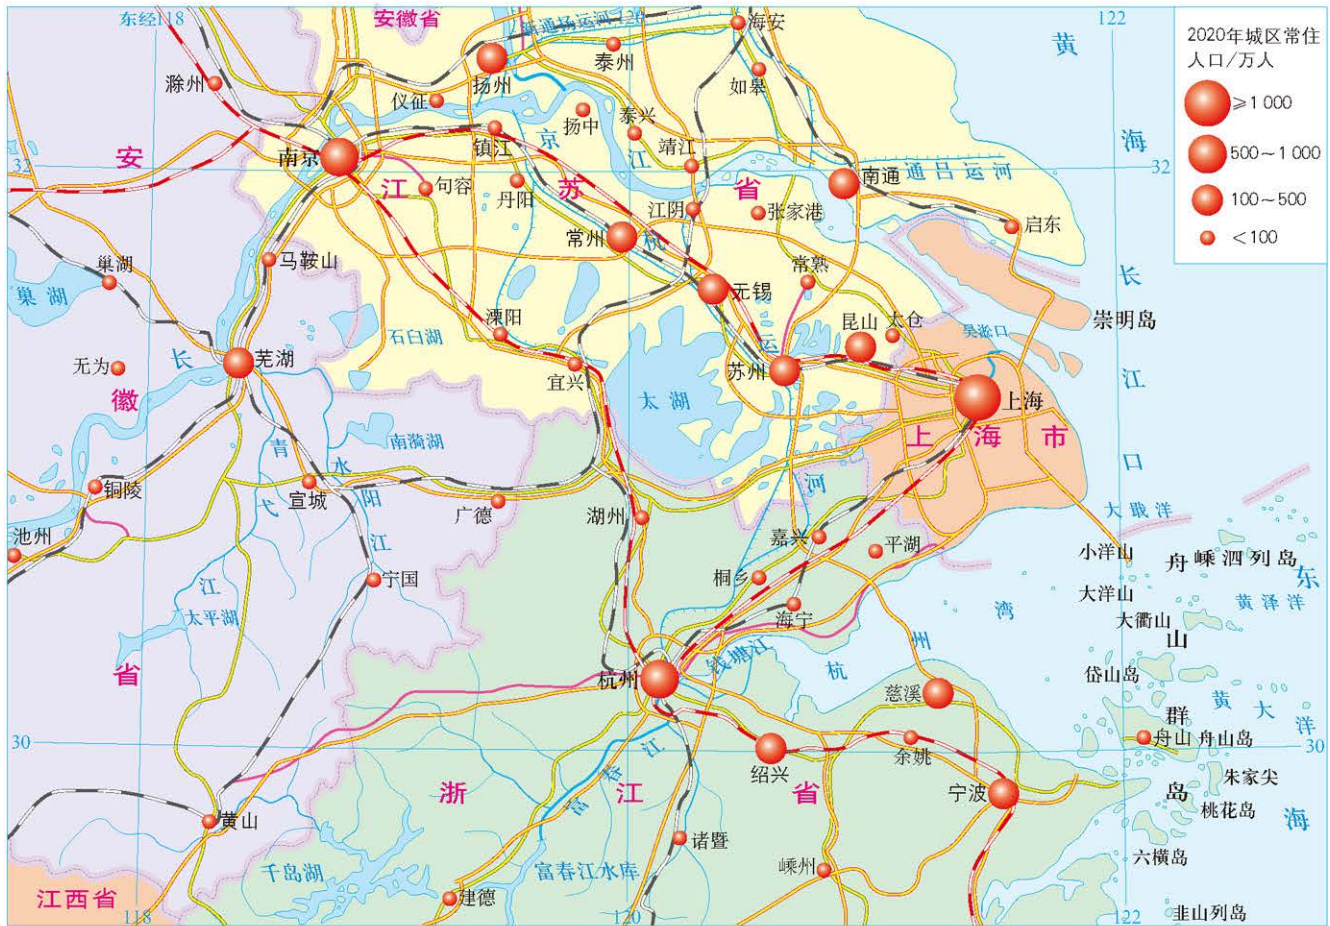 东经118
安徽省
新通扬运河
120
海安
122
黄
海
2020年城区常住
人口/万人
≥1 000
500~1 000
100~500
<100
滁州
扬州
泰州
如皋
仪征
扬中
泰兴
安
南京
镇江
京
江
靖江
32
32
江
苏
省
句容
丹阳
江阴
张家港
南通
通吕运河
启东
常州
杭
马鞍山
巢湖
巢湖
常熟
无锡
长
石臼湖
溧阳
昆山
太仓
吴淞口
崇明岛
运
长
芜湖
无为
宜兴
苏州
江
徽
太湖
上海
上海市
青
水
南漪湖
口
铜陵
宣城
阳
弋
广德
湖州
河
大戢洋
池州
江
嘉兴
平湖
小洋山
舟
嵊泗列岛
东
宁国
桐乡
江
大洋山
黄泽洋
太平湖
海宁
湾
大衢山
山
省
州
钱塘江
杭
岱山岛
杭州
慈溪
黄大洋
群
30
舟山
舟山岛
30
余姚
绍兴
江
春
富
朱家尖
浙
江
省
宁波
岛
桃花岛
海
黄山
诸暨
六横岛
千岛湖
富春江水库
嵊州
江西省
建德
118
120
122
韭山列岛